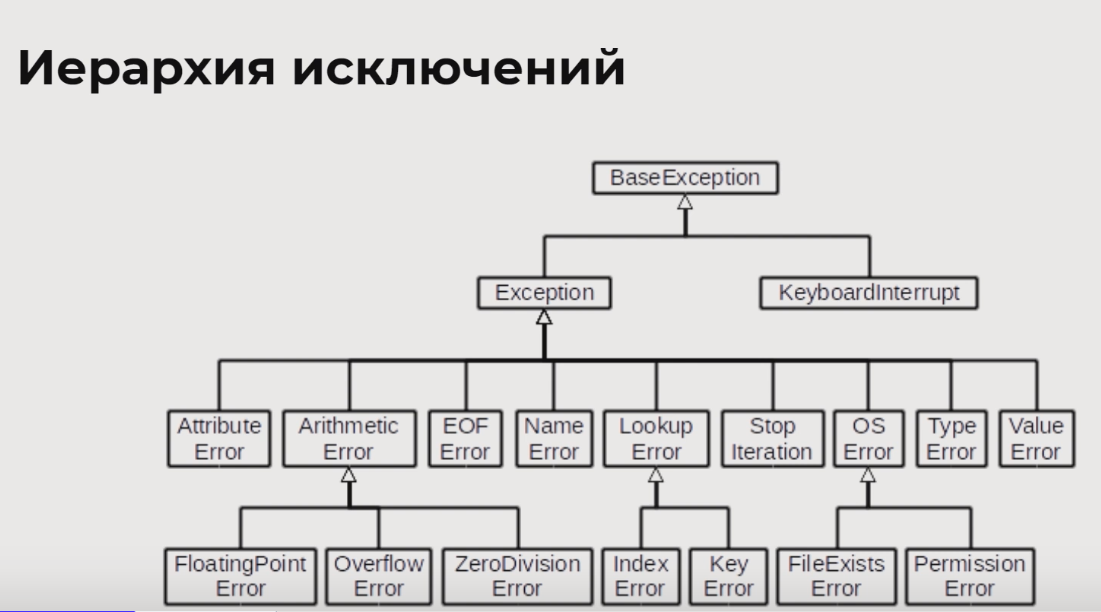 Иерархия исключений
BaseException
Exception
KeyboardInterrupt
Attribute
Error
Arithmetic
Error
EOF
Error
Name
Error
Lookup
Error
Stop
Iteration
OS
Error
Type
Error
Value
Error
FloatingPoint
Error
Overflow
Error
ZeroDivision
Error
Index
Error
Key
Error
FileExists
Error
Permission
Error